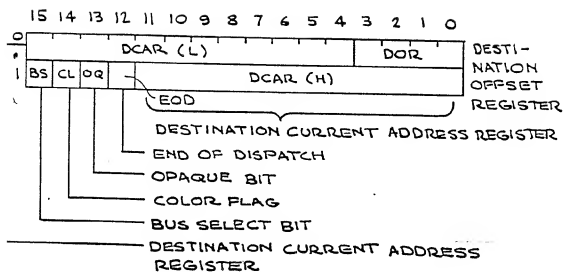 15 14 13 12 11 10 9 8 7 6 5 4 3 2 1 0
0 DCAR (L) DOR DESTI-
NATION
OFFSET
REGISTER
1 BS CL OQ DCAR (H)
EOD
DESTINATION CURRENT ADDRESS REGISTER
END OF DISPATCH
OPAQUE BIT
COLOR FLAG
BUS SELECT BIT
DESTINATION CURRENT ADDRESS
REGISTER